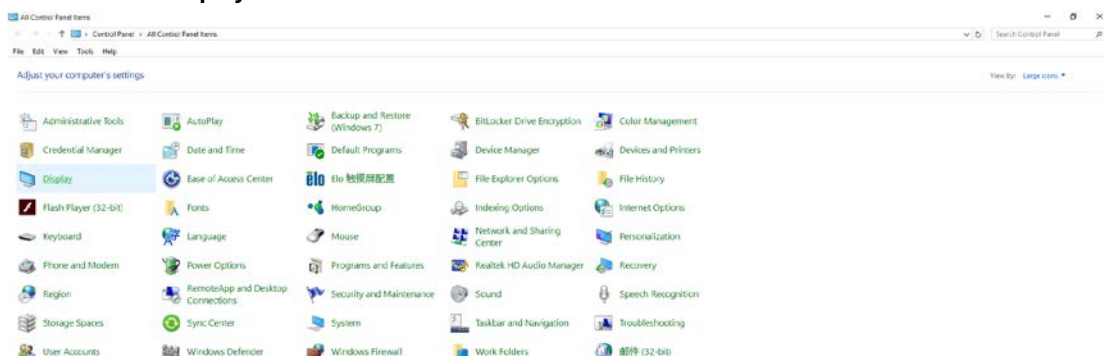 All Control Panel Items
Control Panel › All Control Panel Items
Search Control Panel
File Edit View Tools Help
Adjust your computer's settings
View by: Large icons
Administrative Tools
AutoPlay
Backup and Restore
(Windows 7)
BitLocker Drive Encryption
Color Management
Credential Manager
Date and Time
Default Programs
Device Manager
Devices and Printers
Display
Ease of Access Center
elo
Elo 触摸屏配置
File Explorer Options
File History
Flash Player (32-bit)
Fonts
HomeGroup
Indexing Options
Internet Options
Keyboard
Language
Mouse
Network and Sharing
Center
Personalization
Phone and Modem
Power Options
Programs and Features
Realtek HD Audio Manager
Recovery
Region
RemoteApp and Desktop
Connections
Security and Maintenance
Sound
Speech Recognition
Storage Spaces
Sync Center
System
Taskbar and Navigation
Troubleshooting
User Accounts
Windows Defender
Windows Firewall
Work Folders
邮件 (32-bit)